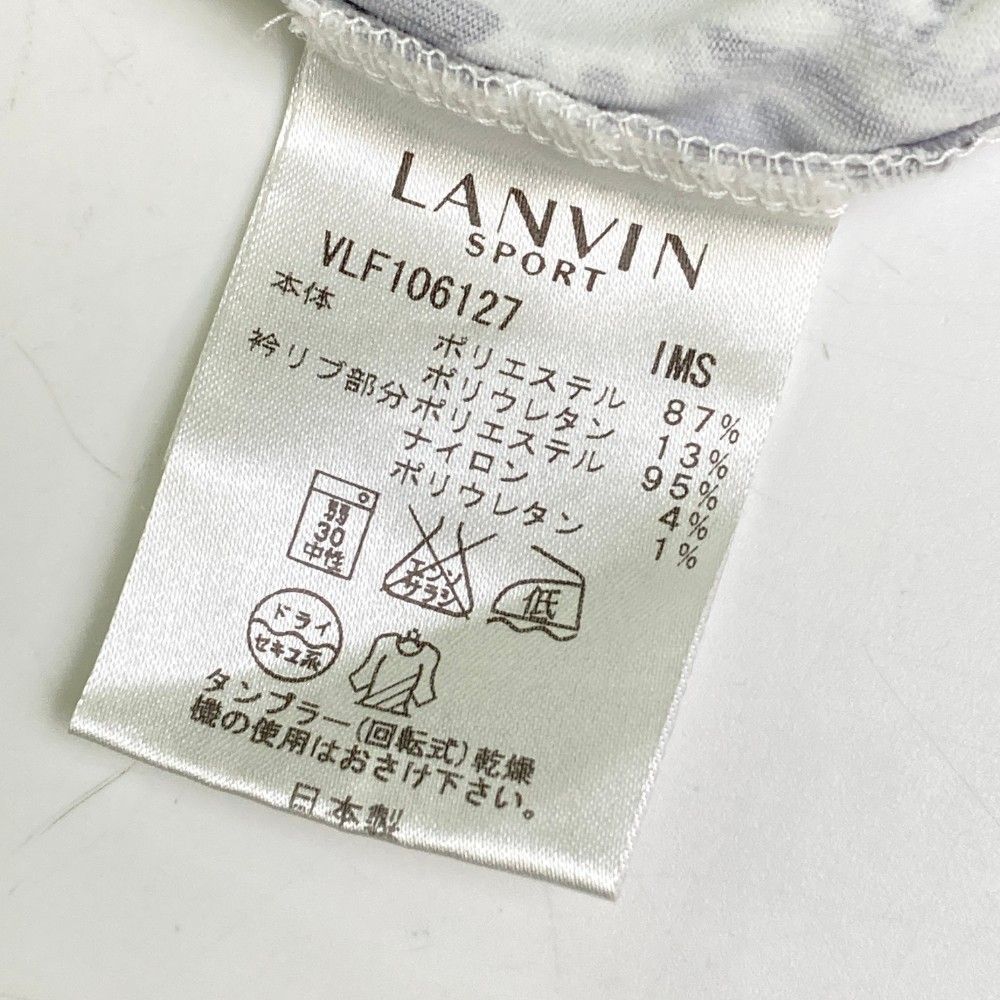 LANVIN
SPORT
VLF106127 IMS
本体 ポリエステル 87%
ポリウレタン 13%
衿リブ部分 ポリエステル 95%
ナイロン 4%
ポリウレタン 1%
弱
30
中性
エンソ
サラシ
低
ドライ
セキユ系
タンブラー(回転式)乾燥
機の使用はおさけ下さい。
日本製